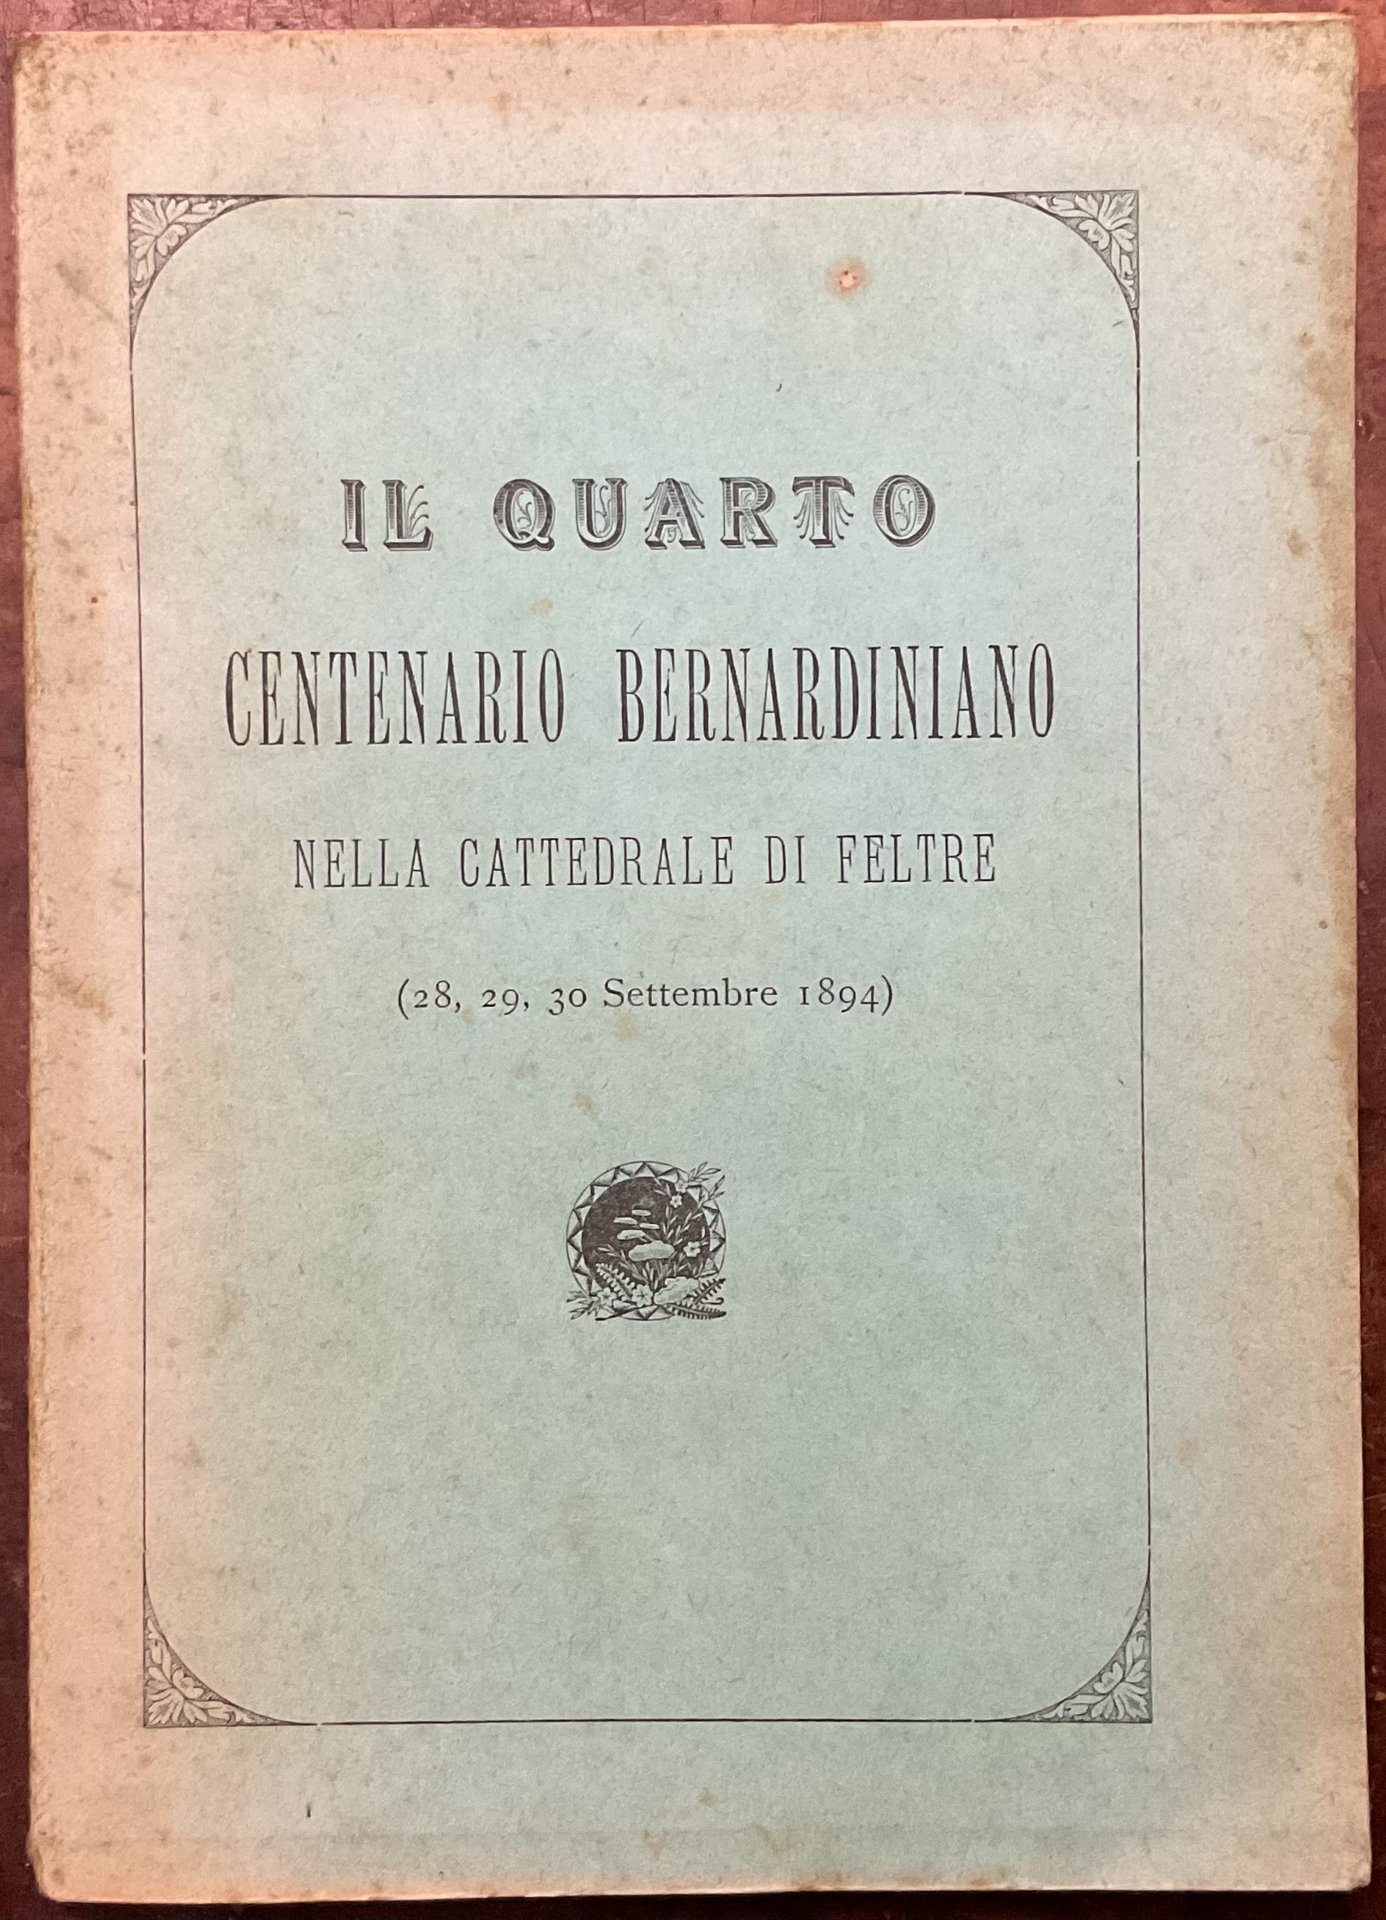 IL QUARTO
CENTENARIO BERNARDINIANO
NELLA CATTEDRALE DI FELTRE
(28, 29, 30 Settembre 1894)